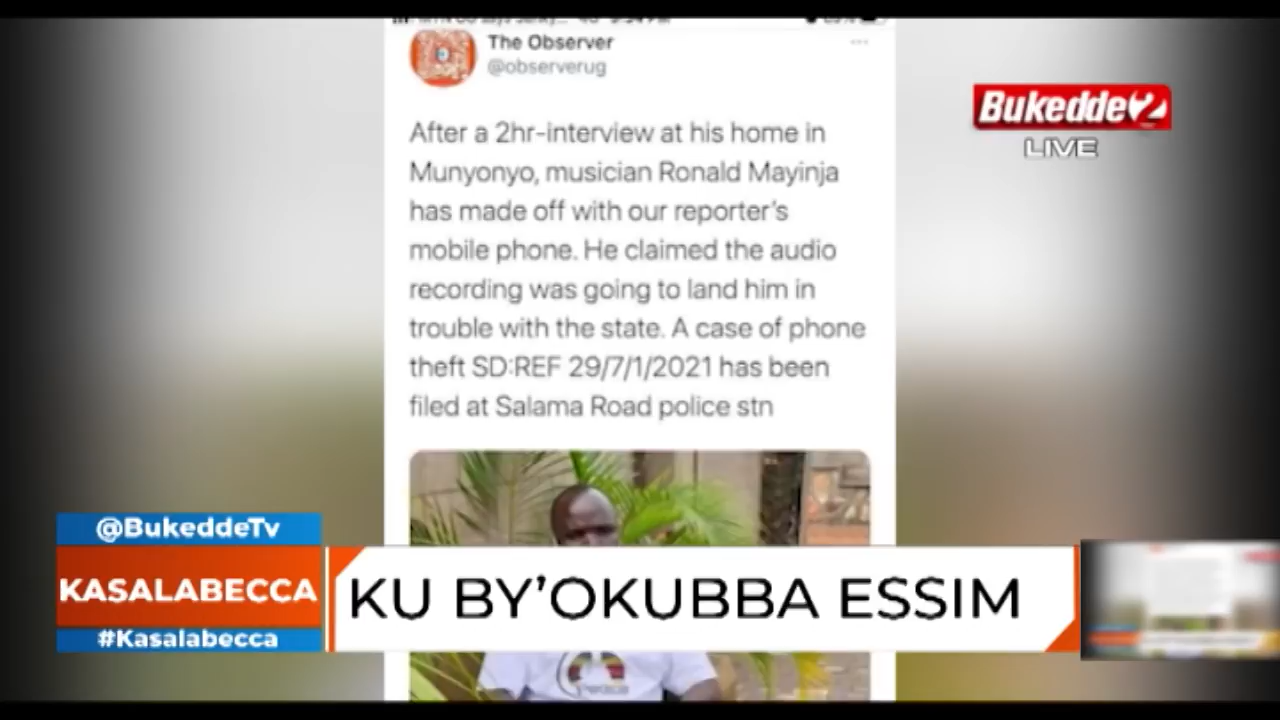 The Observer
@observerug
After a 2hr-interview at his home in
Munyonyo, musician Ronald Mayinja
has made off with our reporter's
mobile phone. He claimed the audio
recording was going to land him in
trouble with the state. A case of phone
theft SD:REF 29/7/1/2021 has been
filed at Salama Road police stn
Bukedde 2
LIVE
@BukeddeTv
KASALABECCA
#Kasalabecca
KU BY'OKUBBA ESSIM